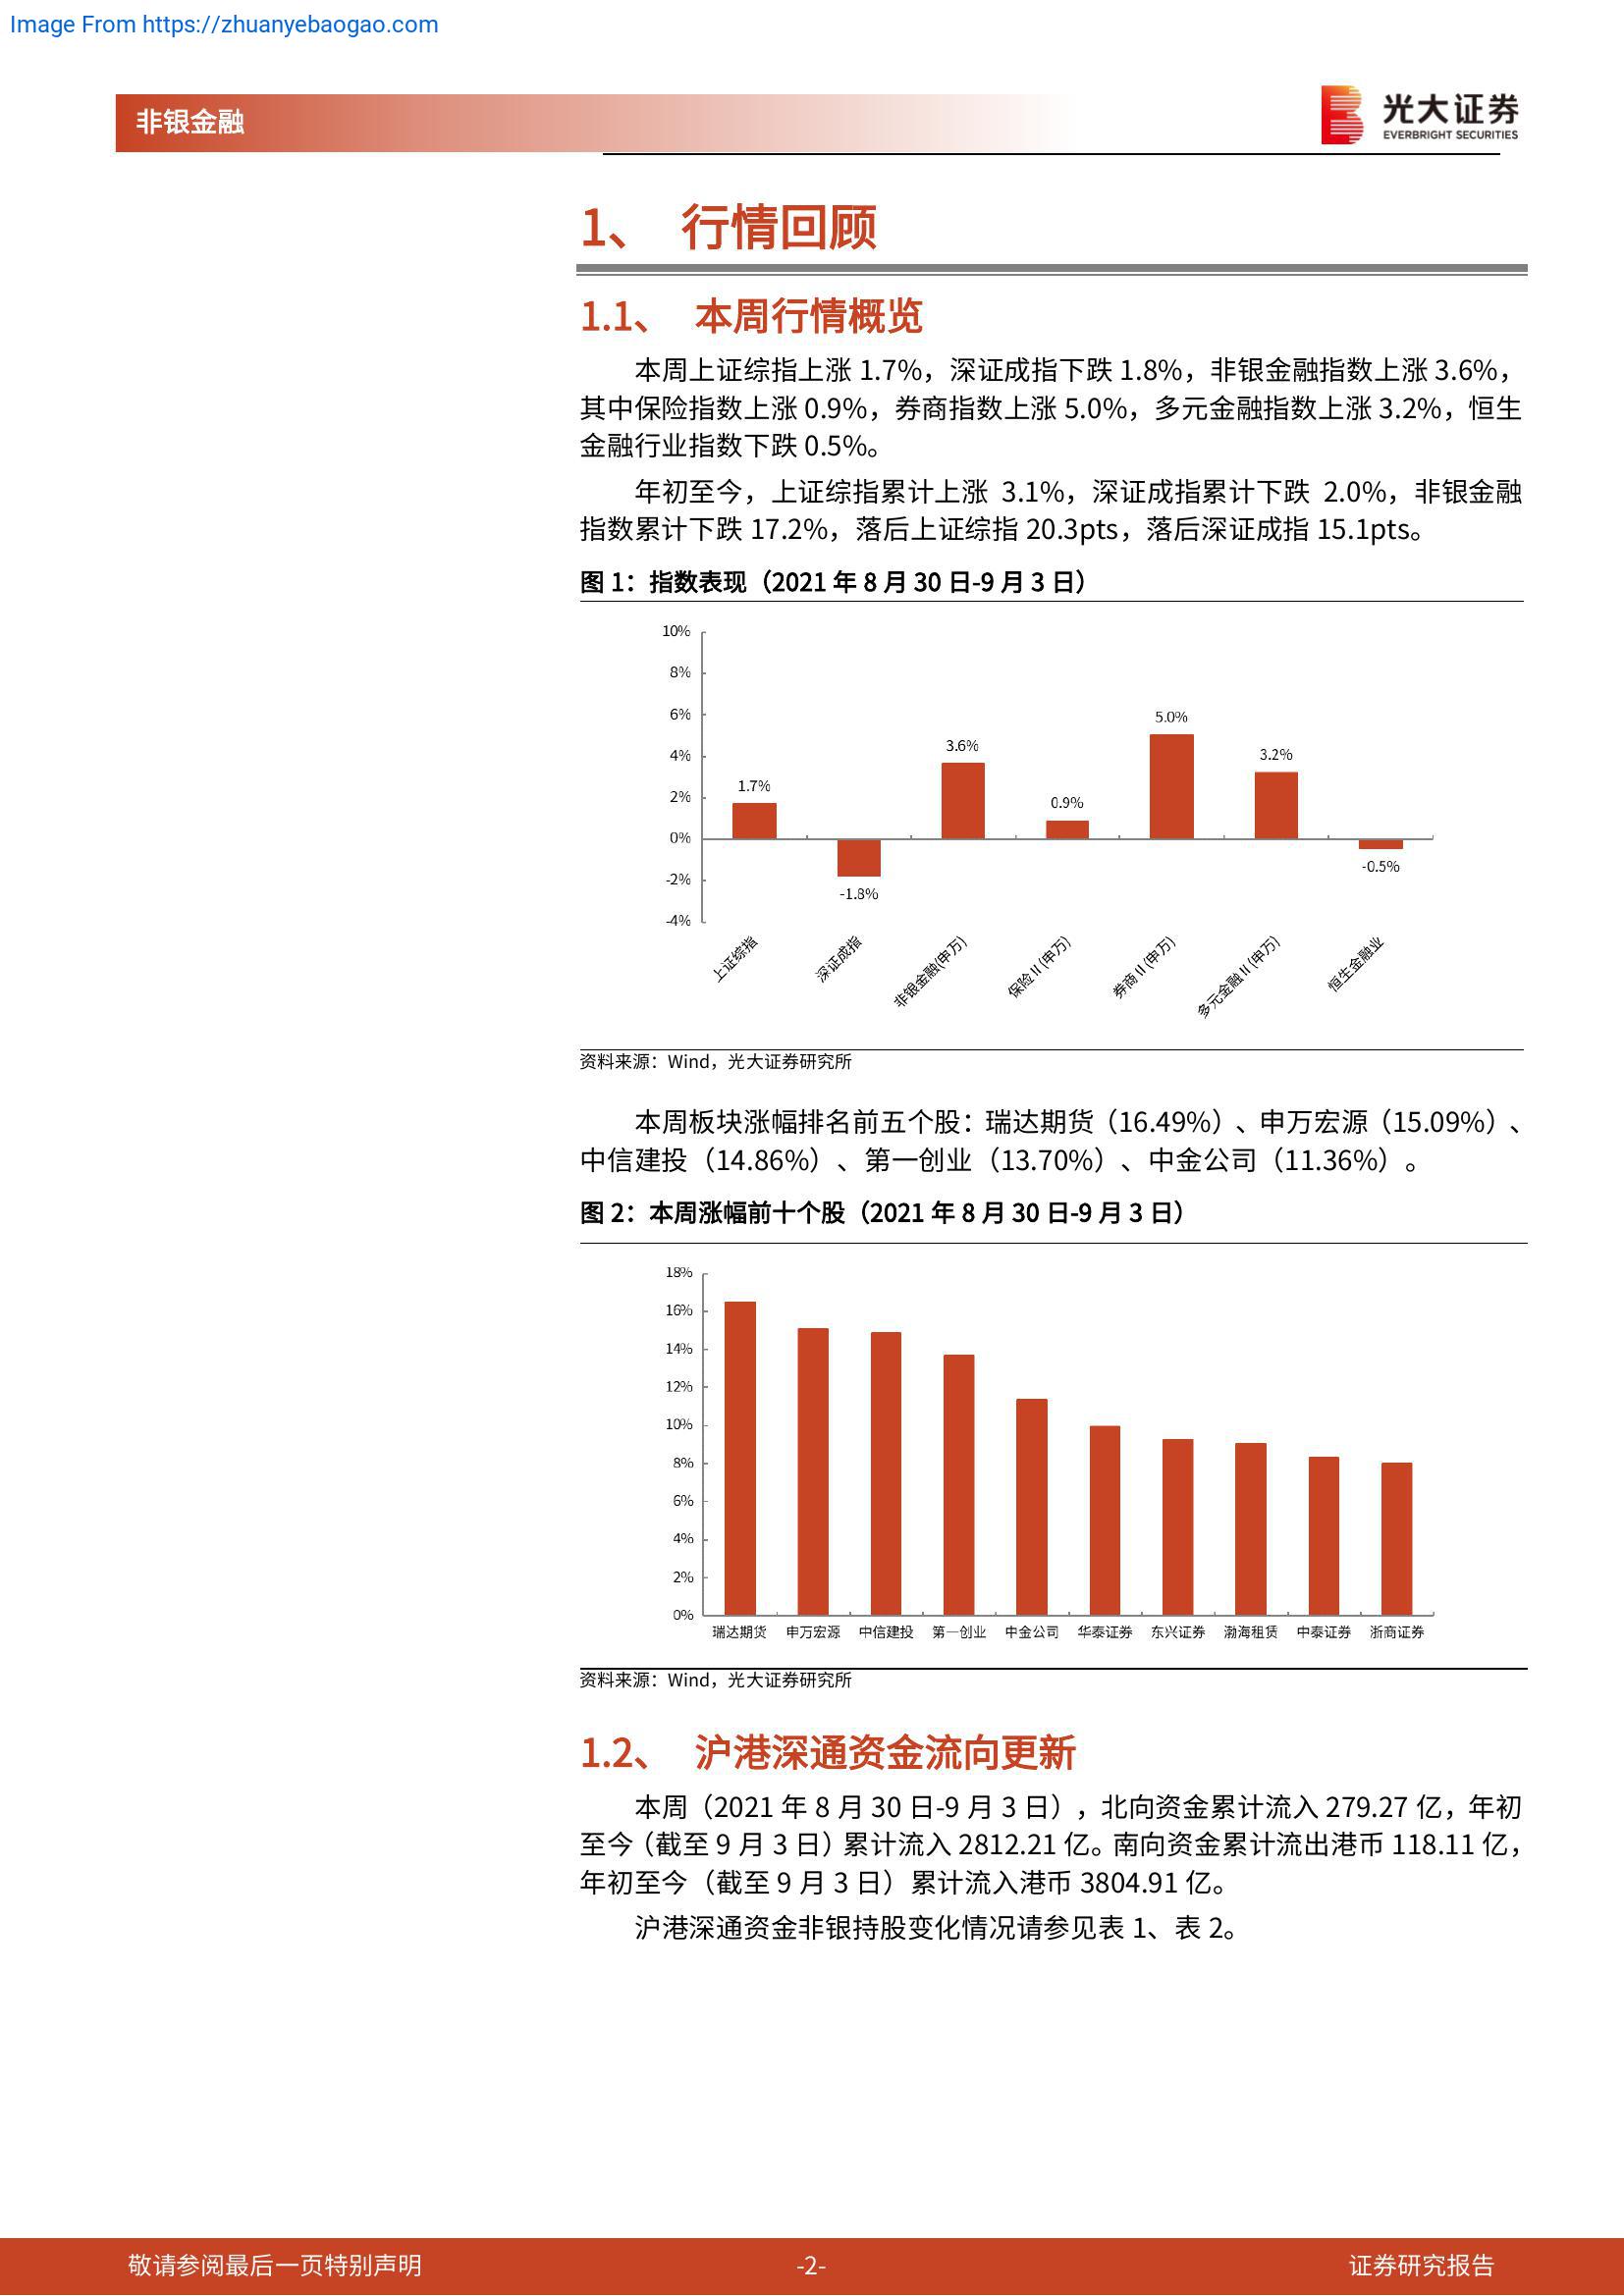 Image From https://zhuanyebaogao.com
非银金融
光大证券
EVERBRIGHT SECURITIES
1、 行情回顾
1.1、 本周行情概览
本周上证综指上涨 1.7%，深证成指下跌 1.8%，非银金融指数上涨 3.6%，
其中保险指数上涨 0.9%，券商指数上涨 5.0%，多元金融指数上涨 3.2%，恒生
金融行业指数下跌 0.5%。
年初至今，上证综指累计上涨 3.1%，深证成指累计下跌 2.0%，非银金融
指数累计下跌 17.2%，落后上证综指 20.3pts，落后深证成指 15.1pts。
图 1：指数表现（2021 年 8 月 30 日-9 月 3 日）
10%
8%
6%
4%
2%
0%
-2%
-4%
1.7%
-1.8%
3.6%
0.9%
5.0%
3.2%
-0.5%
上证综指
深证成指
非银金融(申万)
保险Ⅱ(申万)
券商Ⅱ(申万)
多元金融Ⅱ(申万)
恒生金融业
资料来源：Wind，光大证券研究所
本周板块涨幅排名前五个股：瑞达期货（16.49%）、申万宏源（15.09%）、
中信建投（14.86%）、第一创业（13.70%）、中金公司（11.36%）。
图 2：本周涨幅前十个股（2021 年 8 月 30 日-9 月 3 日）
18%
16%
14%
12%
10%
8%
6%
4%
2%
0%
瑞达期货 申万宏源 中信建投 第一创业 中金公司 华泰证券 东兴证券 渤海租赁 中泰证券 浙商证券
资料来源：Wind，光大证券研究所
1.2、 沪港深通资金流向更新
本周（2021 年 8 月 30 日-9 月 3 日），北向资金累计流入 279.27 亿，年初
至今（截至 9 月 3 日）累计流入 2812.21 亿。南向资金累计流出港币 118.11 亿，
年初至今（截至 9 月 3 日）累计流入港币 3804.91 亿。
沪港深通资金非银持股变化情况请参见表 1、表 2。
敬请参阅最后一页特别声明
-2-
证券研究报告